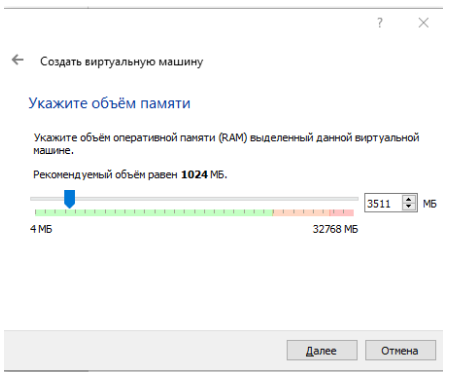 ?
Создать виртуальную машину
Укажите объём памяти
Укажите объём оперативной памяти (RAM) выделенный данной виртуальной
машине.
Рекомендуемый объём равен 1024 МБ.
3511 МБ
4 МБ 32768 МБ
Далее Отмена